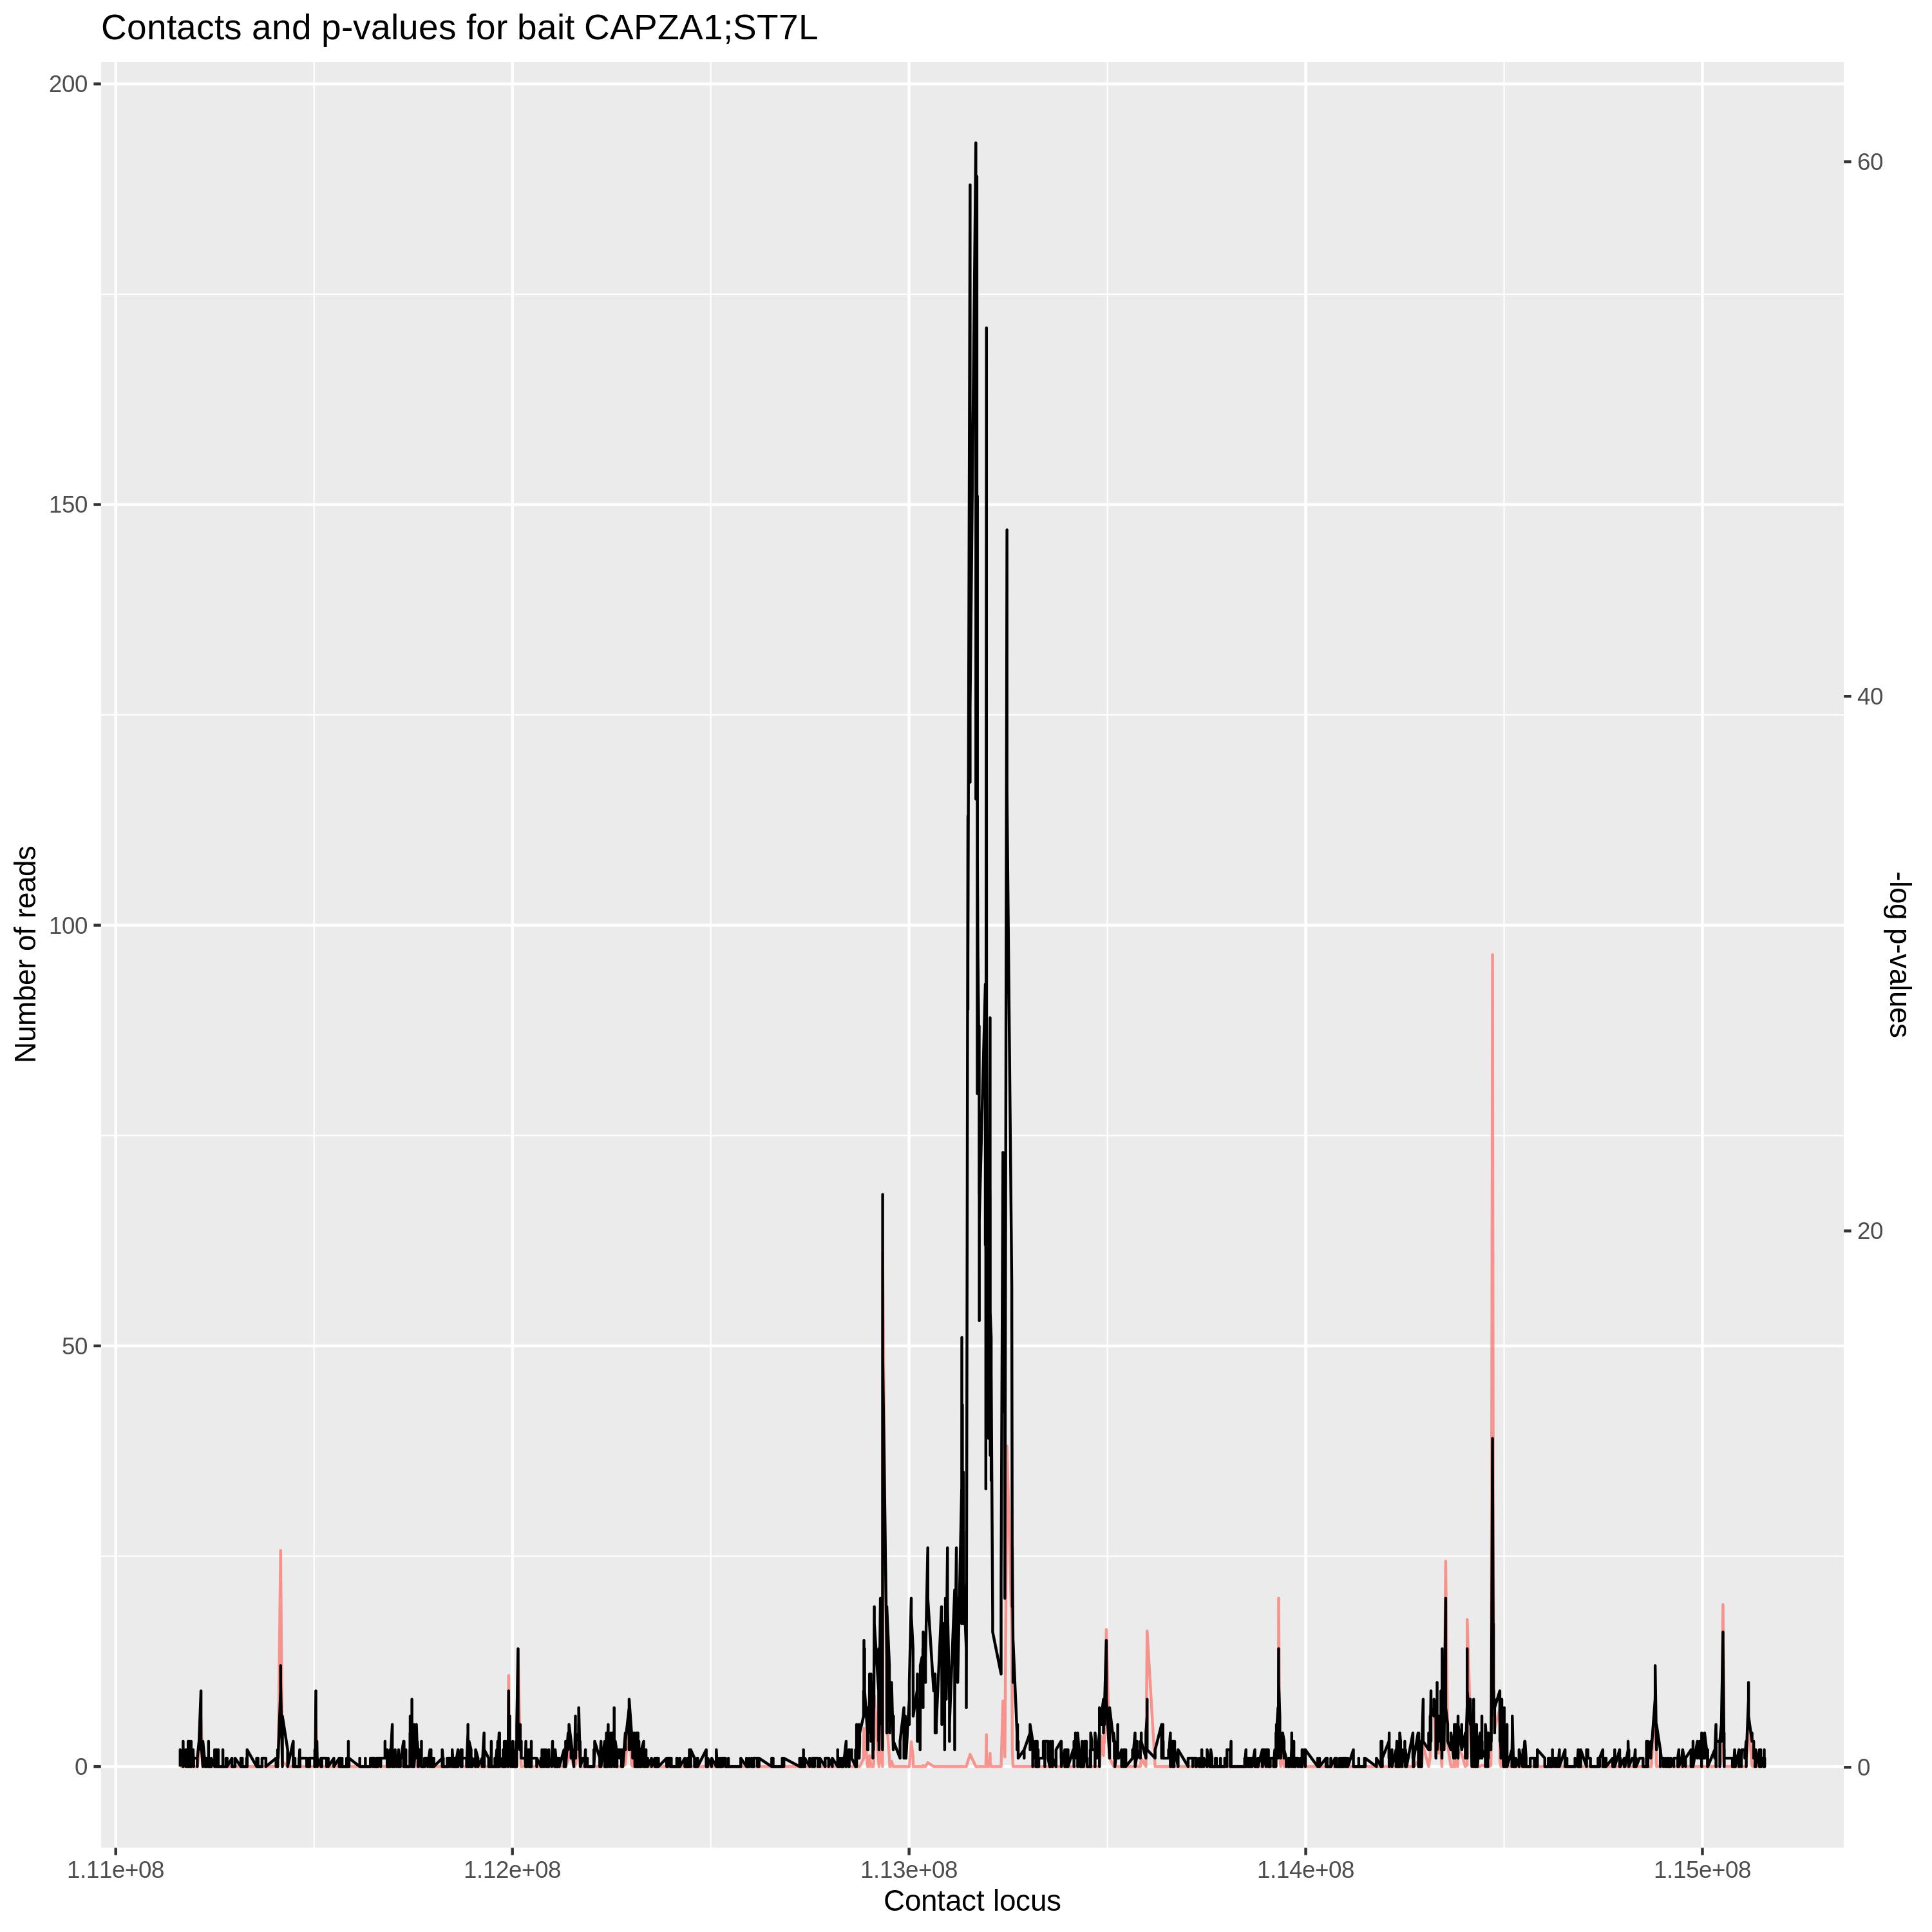 Contacts and p-values for bait CAPZA1;ST7L
200
150
100
50
0
Number of reads
60
40
20
0
-log p-values
1.11e+08
1.12e+08
1.13e+08
1.14e+08
1.15e+08
Contact locus